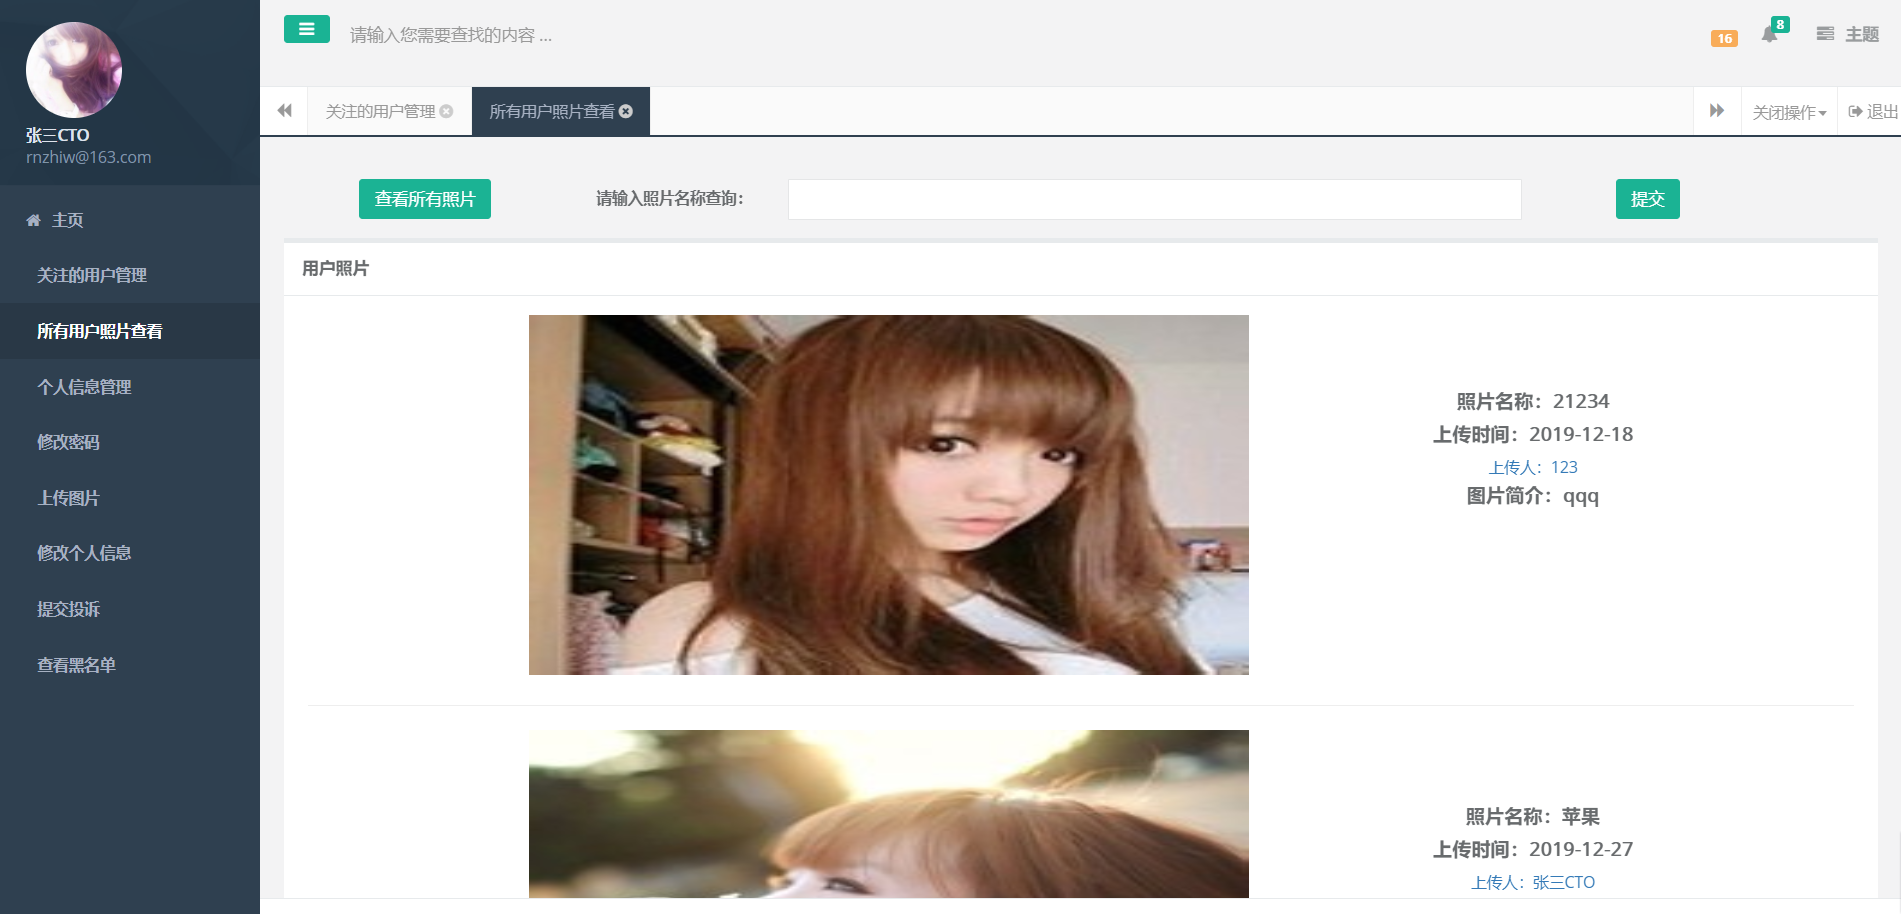 张三CTO
rnzhiw@163.com
主页
关注的用户管理
所有用户照片查看
个人信息管理
修改密码
上传图片
修改个人信息
提交投诉
查看黑名单
请输入您需要查找的内容 ...
16
8
主题
关注的用户管理
所有用户照片查看
关闭操作
退出
查看所有照片
请输入照片名称查询：
提交
用户照片
照片名称：21234
上传时间：2019-12-18
上传人：123
图片简介：qqq
照片名称：苹果
上传时间：2019-12-27
上传人：张三CTO